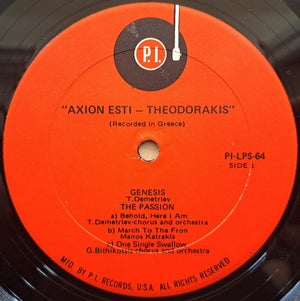 P.I.
"AXION ESTI – THEODORAKIS"
(Recorded In Greece)
PI-LPS-64
SIDE 1
GENESIS
T.Demetriev
THE PASSION
a) Behold, Here I Am
T.Demetriev-chorus and orchestra
b) March To The Fron
Manos Katrakis
c) One Single Swallow
G.Bithikotsis-chorus and orchestra
MFD. BY P.I. RECORDS, U.S.A. ALL RIGHTS RESERVED